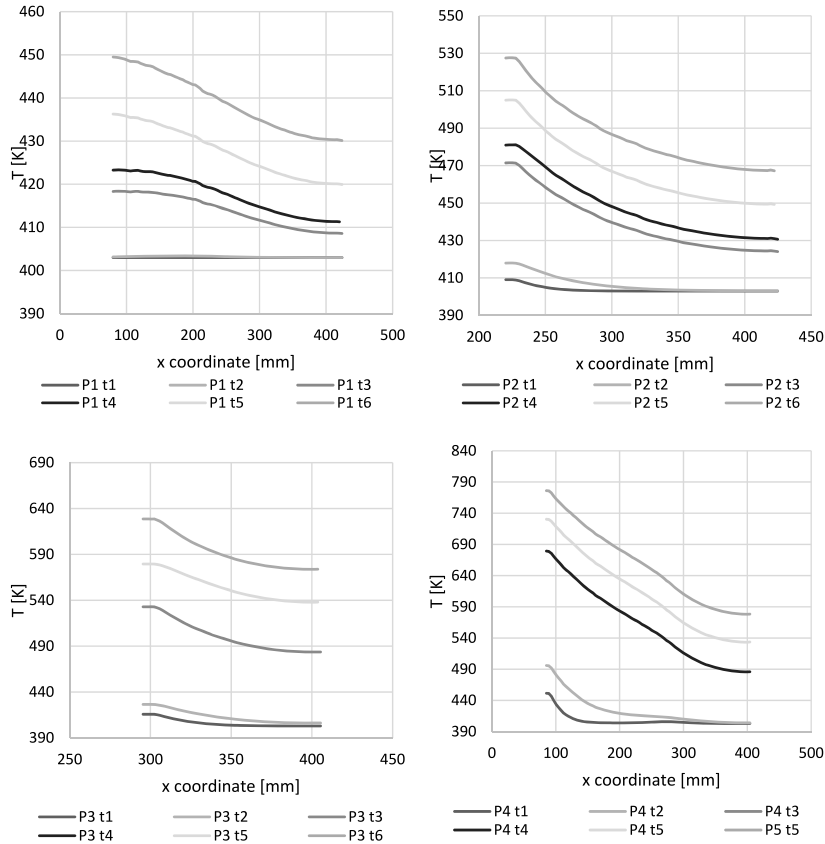 460
450
440
430
420
410
400
390
T [K]
0 100 200 300 400 500
x coordinate [mm]
P1 t1 P1 t2 P1 t3
P1 t4 P1 t5 P1 t6
550
530
510
490
470
450
430
410
390
T [K]
200 250 300 350 400 450
x coordinate [mm]
P2 t1 P2 t2 P2 t3
P2 t4 P2 t5 P2 t6
690
640
590
540
490
440
390
T [K]
250 300 350 400 450
x coordinate [mm]
P3 t1 P3 t2 P3 t3
P3 t4 P3 t5 P3 t6
840
790
740
690
640
590
540
490
440
390
T [K]
0 100 200 300 400 500
x coordinate [mm]
P4 t1 P4 t2 P4 t3
P4 t4 P4 t5 P5 t5